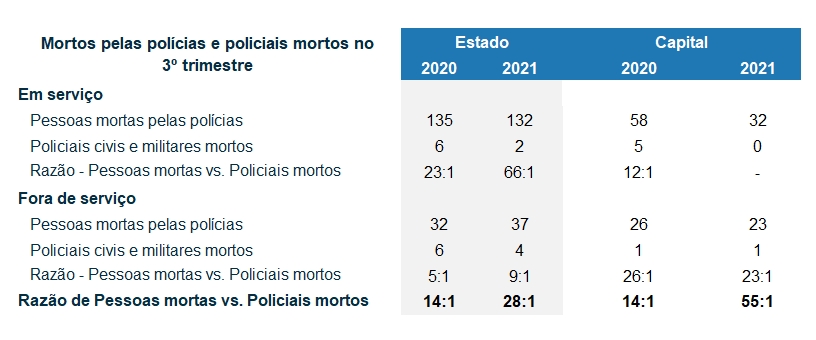 Mortos pelas polícias e policiais mortos no Estado Capital
3º trimestre 2020 2021 2020 2021
Em serviço
Pessoas mortas pelas polícias 135 132 58 32
Policiais civis e militares mortos 6 2 5 0
Razão - Pessoas mortas vs. Policiais mortos 23:1 66:1 12:1 -
Fora de serviço
Pessoas mortas pelas polícias 32 37 26 23
Policiais civis e militares mortos 6 4 1 1
Razão - Pessoas mortas vs. Policiais mortos 5:1 9:1 26:1 23:1
Razão de Pessoas mortas vs. Policiais mortos 14:1 28:1 14:1 55:1